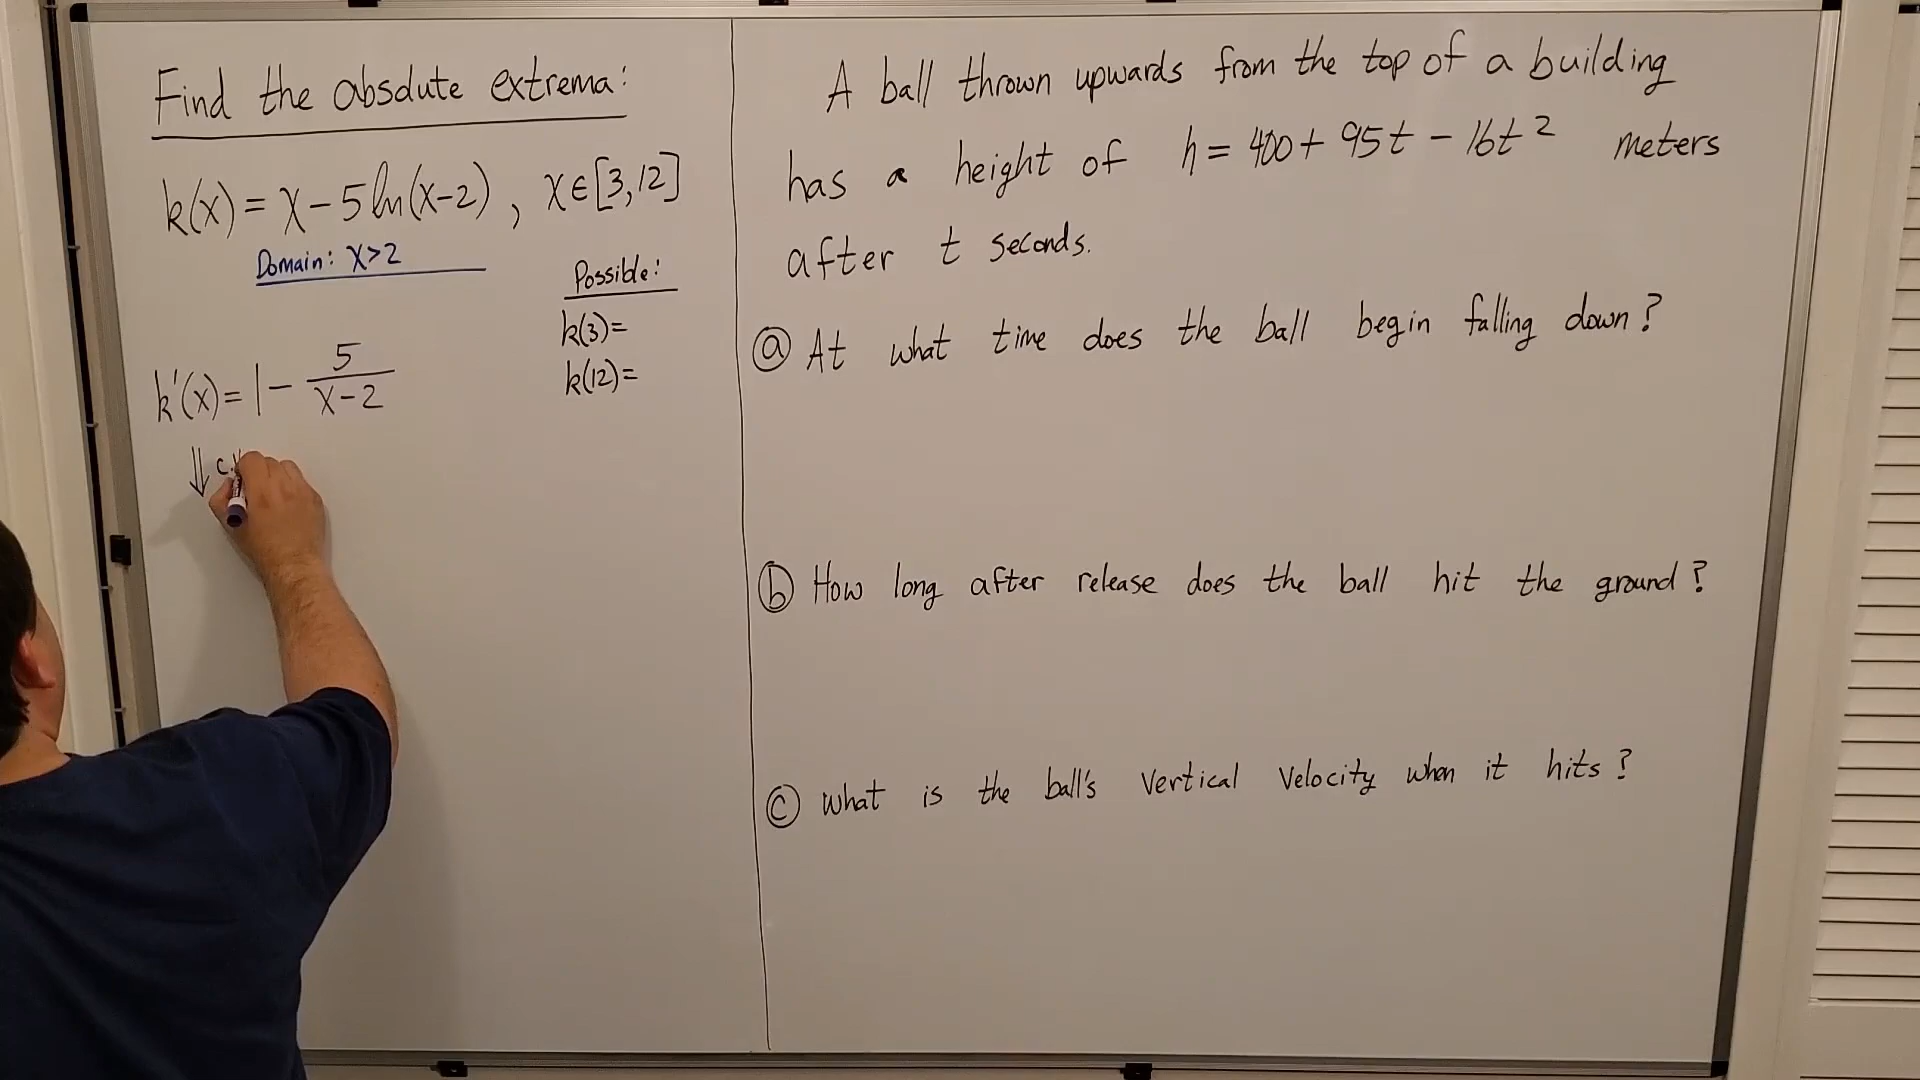 Find the absolute extrema:
k(x) = x - 5 ln(x-2), x∈[3,12]
Domain: x>2
Possible:
k(3)=
k(12)=
k'(x) = 1 - 5/(x-2)
⇓ c.v
A ball thrown upwards from the top of a building
has a height of h = 400 + 95t - 16t² meters
after t seconds.
ⓐ At what time does the ball begin falling down?
ⓑ How long after release does the ball hit the ground?
ⓒ What is the ball's vertical velocity when it hits?